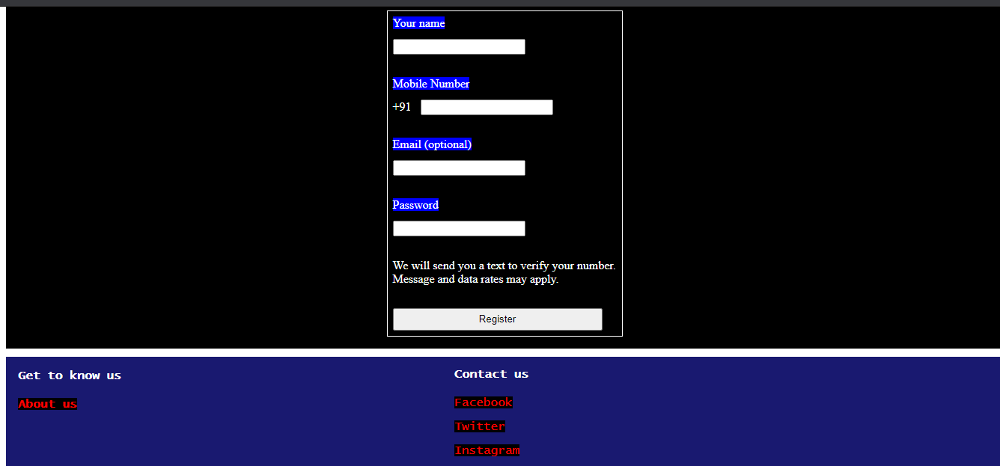 Your name
Mobile Number
+91
Email (optional)
Password
We will send you a text to verify your number.
Message and data rates may apply.
Register
Get to know us
About us
Contact us
Facebook
Twitter
Instagram